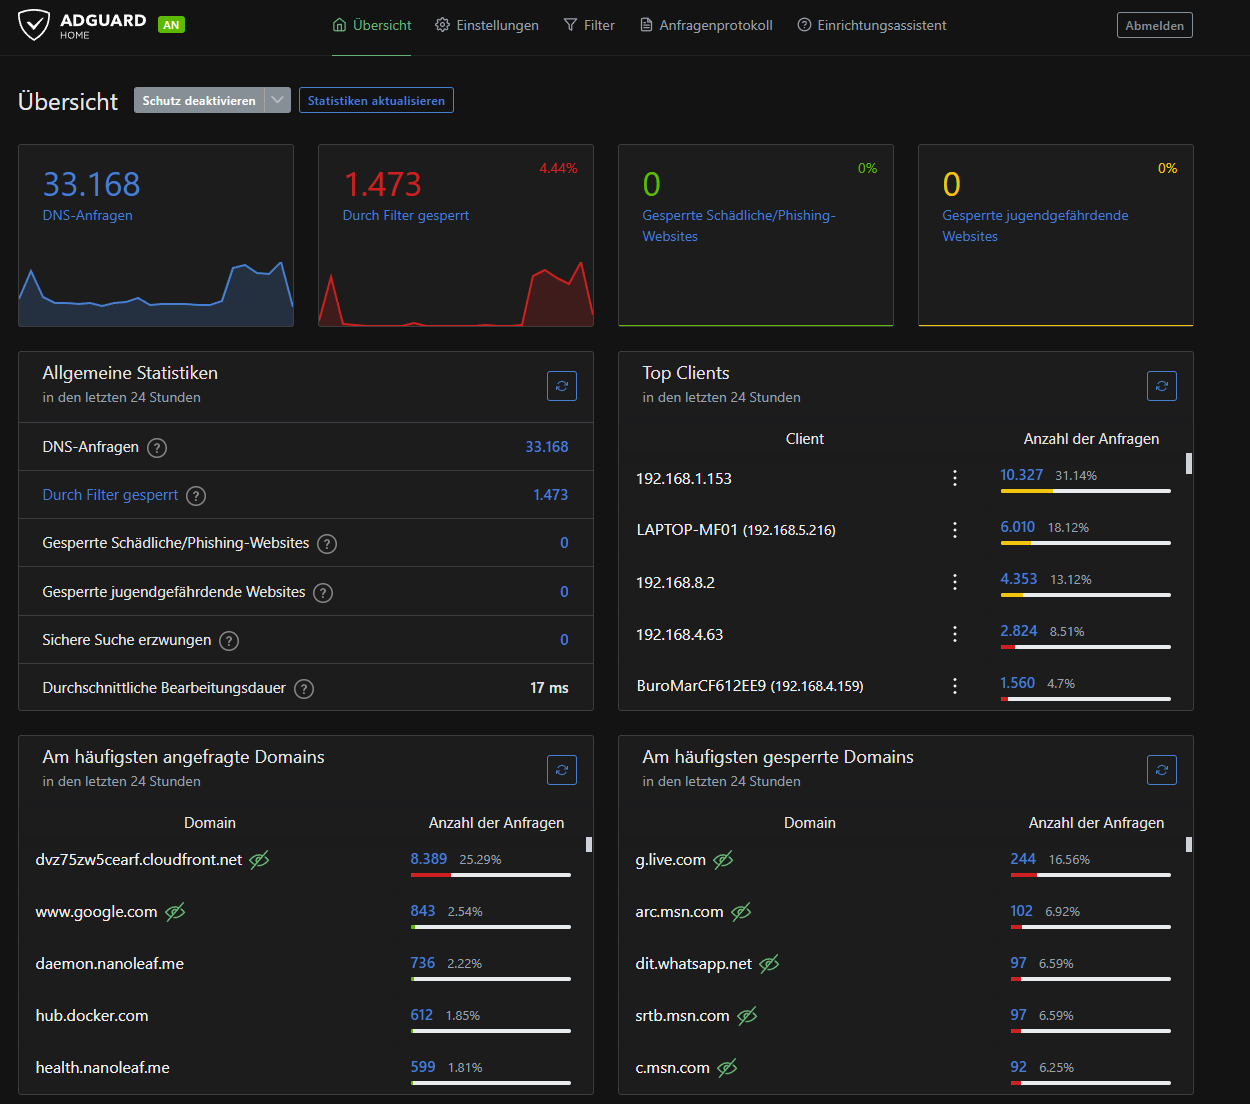 ADGUARD
HOME
AN
Übersicht
Einstellungen
Filter
Anfragenprotokoll
Einrichtungsassistent
Abmelden
Übersicht
Schutz deaktivieren
Statistiken aktualisieren
33.168
DNS-Anfragen
4.44%
1.473
Durch Filter gesperrt
0%
0
Gesperrte Schädliche/Phishing-
Websites
0%
0
Gesperrte jugendgefährdende
Websites
Allgemeine Statistiken
in den letzten 24 Stunden
DNS-Anfragen ? 33.168
Durch Filter gesperrt ? 1.473
Gesperrte Schädliche/Phishing-Websites ? 0
Gesperrte jugendgefährdende Websites ? 0
Sichere Suche erzwungen ? 0
Durchschnittliche Bearbeitungsdauer ? 17 ms
Top Clients
in den letzten 24 Stunden
Client Anzahl der Anfragen
192.168.1.153 10.327 31.14%
LAPTOP-MF01 (192.168.5.216) 6.010 18.12%
192.168.8.2 4.353 13.12%
192.168.4.63 2.824 8.51%
BuroMarCF612EE9 (192.168.4.159) 1.560 4.7%
Am häufigsten angefragte Domains
in den letzten 24 Stunden
Domain Anzahl der Anfragen
dvz75zw5cearf.cloudfront.net 8.389 25.29%
www.google.com 843 2.54%
daemon.nanoleaf.me 736 2.22%
hub.docker.com 612 1.85%
health.nanoleaf.me 599 1.81%
Am häufigsten gesperrte Domains
in den letzten 24 Stunden
Domain Anzahl der Anfragen
g.live.com 244 16.56%
arc.msn.com 102 6.92%
dit.whatsapp.net 97 6.59%
srtb.msn.com 97 6.59%
c.msn.com 92 6.25%